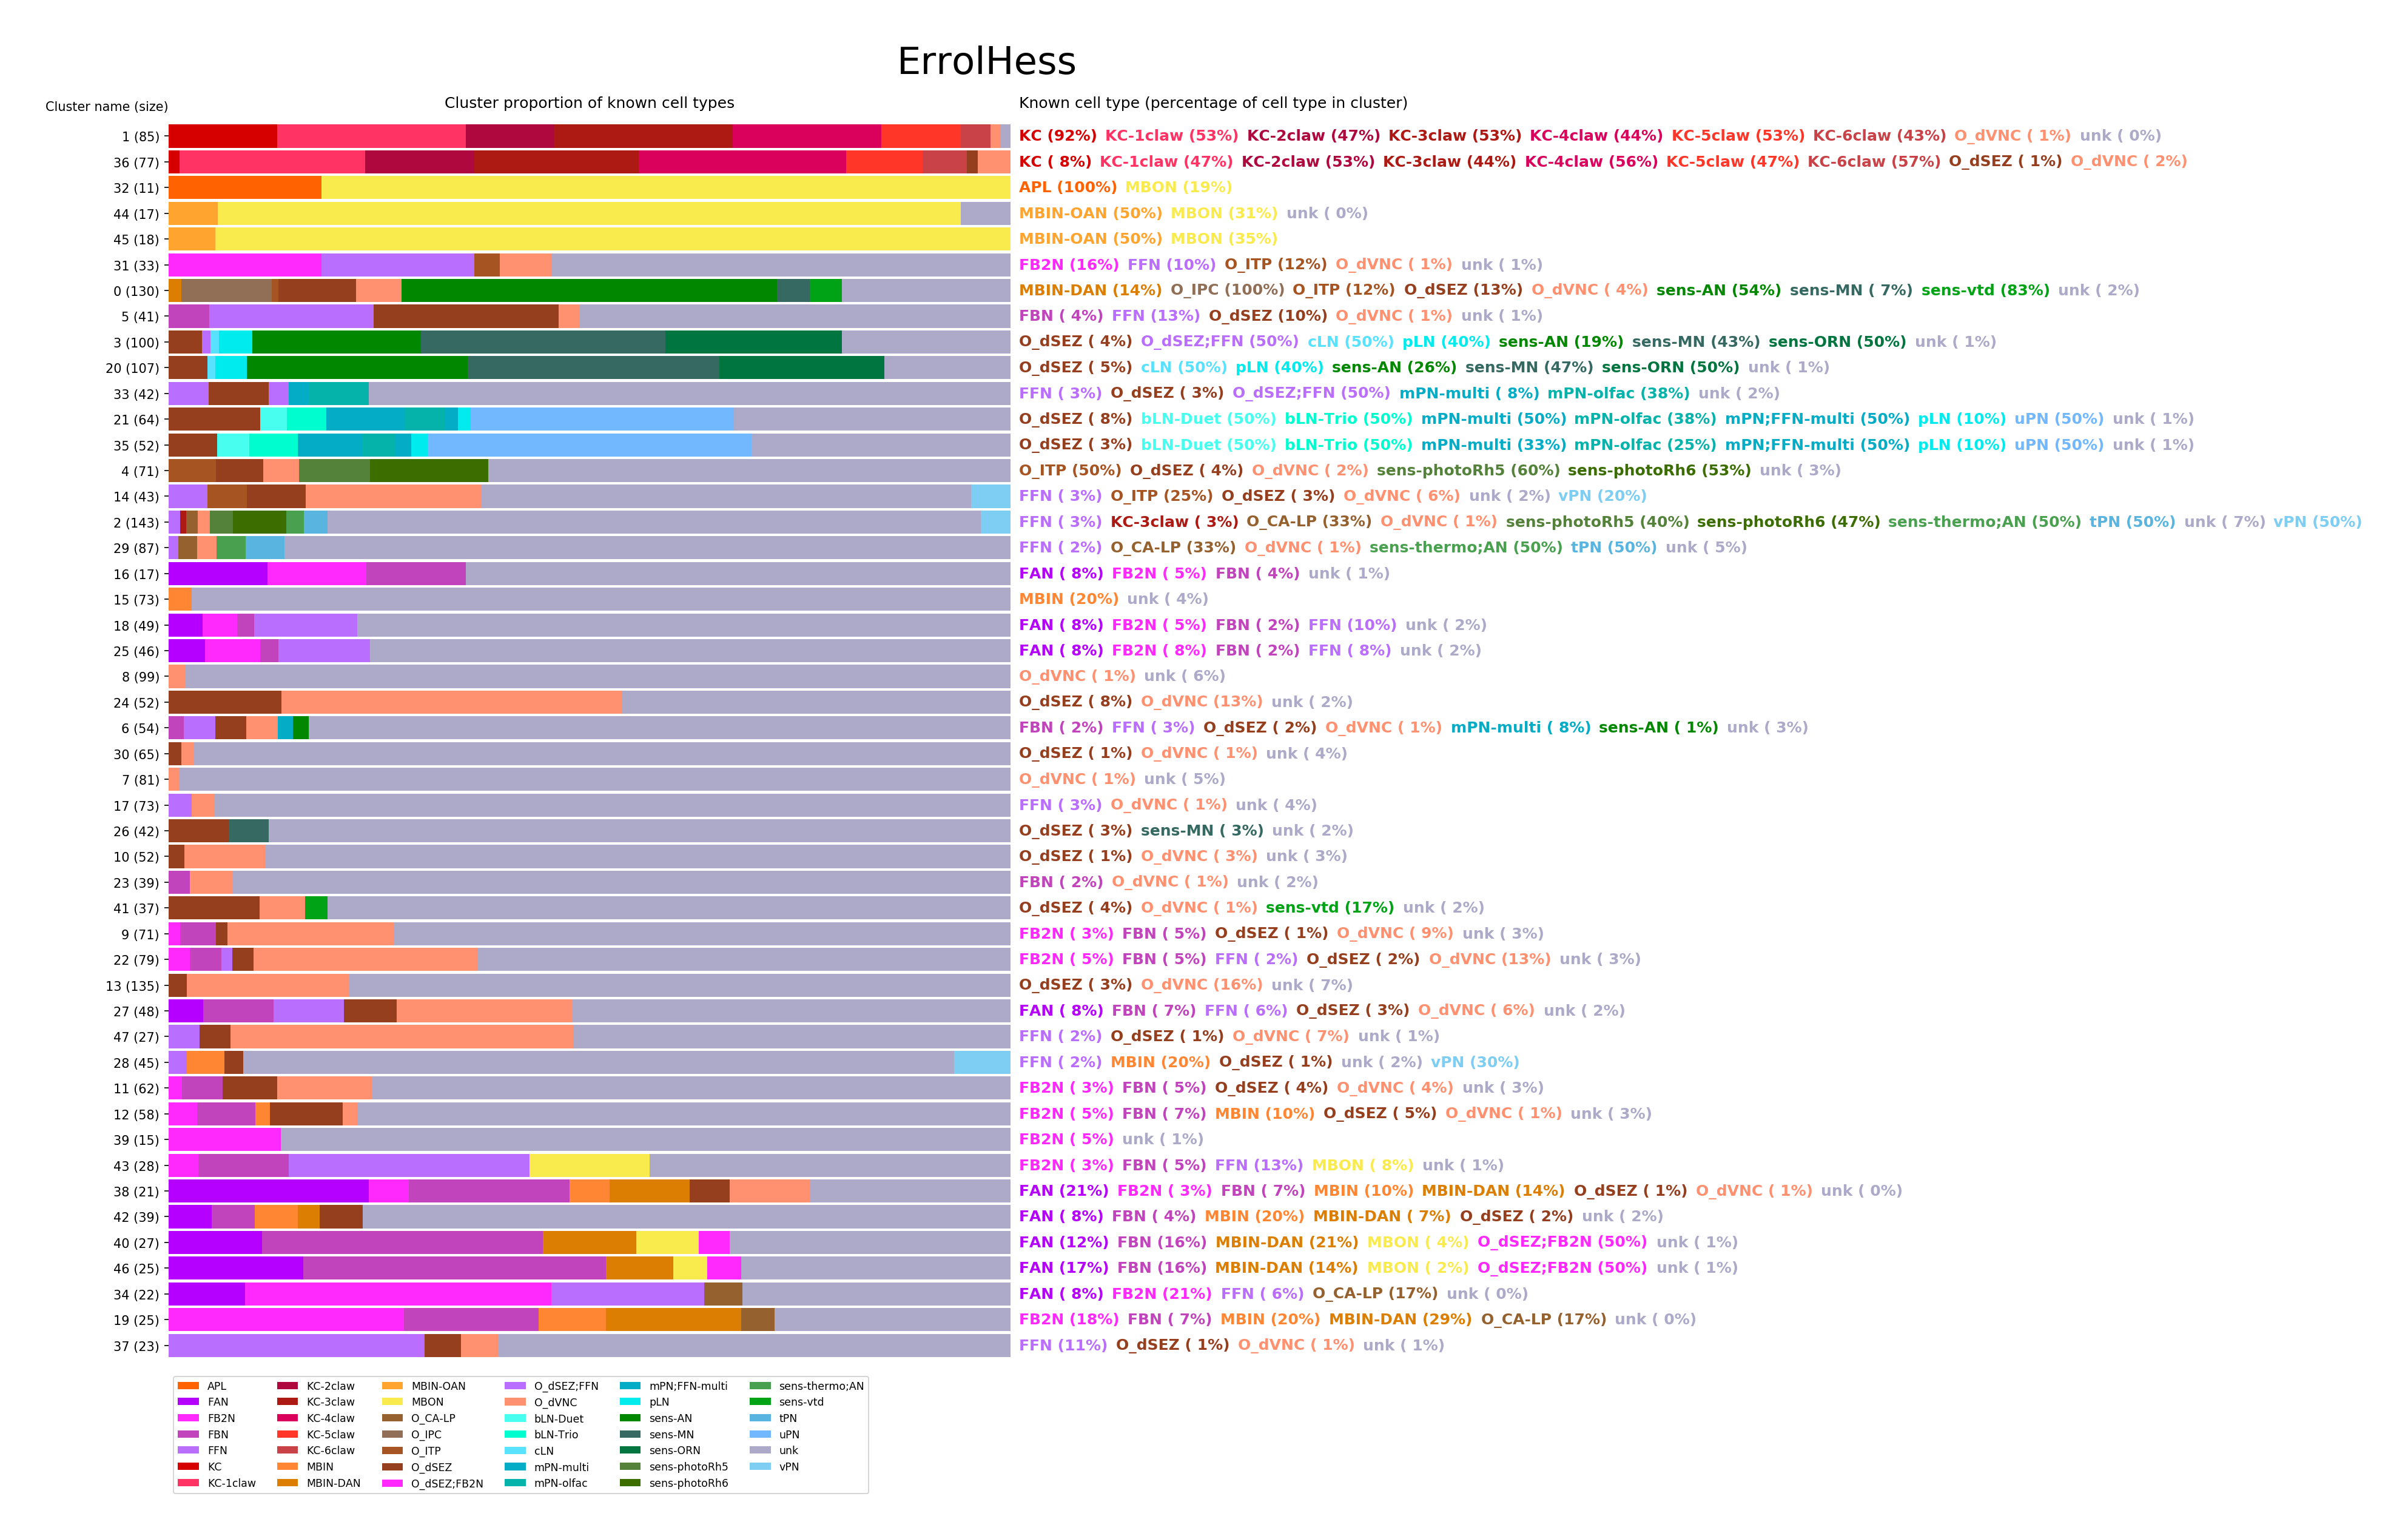 ErrolHess
Cluster name (size)
Cluster proportion of known cell types
Known cell type (percentage of cell type in cluster)
1 (85) KC (92%) KC-1claw (53%) KC-2claw (47%) KC-3claw (53%) KC-4claw (44%) KC-5claw (53%) KC-6claw (43%) O_dVNC ( 1%) unk ( 0%)
36 (77) KC ( 8%) KC-1claw (47%) KC-2claw (53%) KC-3claw (44%) KC-4claw (56%) KC-5claw (47%) KC-6claw (57%) O_dSEZ ( 1%) O_dVNC ( 2%)
32 (11) APL (100%) MBON (19%)
44 (17) MBIN-OAN (50%) MBON (31%) unk ( 0%)
45 (18) MBIN-OAN (50%) MBON (35%)
31 (33) FB2N (16%) FFN (10%) O_ITP (12%) O_dVNC ( 1%) unk ( 1%)
0 (130) MBIN-DAN (14%) O_IPC (100%) O_ITP (12%) O_dSEZ (13%) O_dVNC ( 4%) sens-AN (54%) sens-MN ( 7%) sens-vtd (83%) unk ( 2%)
5 (41) FBN ( 4%) FFN (13%) O_dSEZ (10%) O_dVNC ( 1%) unk ( 1%)
3 (100) O_dSEZ ( 4%) O_dSEZ;FFN (50%) cLN (50%) pLN (40%) sens-AN (19%) sens-MN (43%) sens-ORN (50%) unk ( 1%)
20 (107) O_dSEZ ( 5%) cLN (50%) pLN (40%) sens-AN (26%) sens-MN (47%) sens-ORN (50%) unk ( 1%)
33 (42) FFN ( 3%) O_dSEZ ( 3%) O_dSEZ;FFN (50%) mPN-multi ( 8%) mPN-olfac (38%) unk ( 2%)
21 (64) O_dSEZ ( 8%) bLN-Duet (50%) bLN-Trio (50%) mPN-multi (50%) mPN-olfac (38%) mPN;FFN-multi (50%) pLN (10%) uPN (50%) unk ( 1%)
35 (52) O_dSEZ ( 3%) bLN-Duet (50%) bLN-Trio (50%) mPN-multi (33%) mPN-olfac (25%) mPN;FFN-multi (50%) pLN (10%) uPN (50%) unk ( 1%)
4 (71) O_ITP (50%) O_dSEZ ( 4%) O_dVNC ( 2%) sens-photoRh5 (60%) sens-photoRh6 (53%) unk ( 3%)
14 (43) FFN ( 3%) O_ITP (25%) O_dSEZ ( 3%) O_dVNC ( 6%) unk ( 2%) vPN (20%)
2 (143) FFN ( 3%) KC-3claw ( 3%) O_CA-LP (33%) O_dVNC ( 1%) sens-photoRh5 (40%) sens-photoRh6 (47%) sens-thermo;AN (50%) tPN (50%) unk ( 7%) vPN (50%)
29 (87) FFN ( 2%) O_CA-LP (33%) O_dVNC ( 1%) sens-thermo;AN (50%) tPN (50%) unk ( 5%)
16 (17) FAN ( 8%) FB2N ( 5%) FBN ( 4%) unk ( 1%)
15 (73) MBIN (20%) unk ( 4%)
18 (49) FAN ( 8%) FB2N ( 5%) FBN ( 2%) FFN (10%) unk ( 2%)
25 (46) FAN ( 8%) FB2N ( 8%) FBN ( 2%) FFN ( 8%) unk ( 2%)
8 (99) O_dVNC ( 1%) unk ( 6%)
24 (52) O_dSEZ ( 8%) O_dVNC (13%) unk ( 2%)
6 (54) FBN ( 2%) FFN ( 3%) O_dSEZ ( 2%) O_dVNC ( 1%) mPN-multi ( 8%) sens-AN ( 1%) unk ( 3%)
30 (65) O_dSEZ ( 1%) O_dVNC ( 1%) unk ( 4%)
7 (81) O_dVNC ( 1%) unk ( 5%)
17 (73) FFN ( 3%) O_dVNC ( 1%) unk ( 4%)
26 (42) O_dSEZ ( 3%) sens-MN ( 3%) unk ( 2%)
10 (52) O_dSEZ ( 1%) O_dVNC ( 3%) unk ( 3%)
23 (39) FBN ( 2%) O_dVNC ( 1%) unk ( 2%)
41 (37) O_dSEZ ( 4%) O_dVNC ( 1%) sens-vtd (17%) unk ( 2%)
9 (71) FB2N ( 3%) FBN ( 5%) O_dSEZ ( 1%) O_dVNC ( 9%) unk ( 3%)
22 (79) FB2N ( 5%) FBN ( 5%) FFN ( 2%) O_dSEZ ( 2%) O_dVNC (13%) unk ( 3%)
13 (135) O_dSEZ ( 3%) O_dVNC (16%) unk ( 7%)
27 (48) FAN ( 8%) FBN ( 7%) FFN ( 6%) O_dSEZ ( 3%) O_dVNC ( 6%) unk ( 2%)
47 (27) FFN ( 2%) O_dSEZ ( 1%) O_dVNC ( 7%) unk ( 1%)
28 (45) FFN ( 2%) MBIN (20%) O_dSEZ ( 1%) unk ( 2%) vPN (30%)
11 (62) FB2N ( 3%) FBN ( 5%) O_dSEZ ( 4%) O_dVNC ( 4%) unk ( 3%)
12 (58) FB2N ( 5%) FBN ( 7%) MBIN (10%) O_dSEZ ( 5%) O_dVNC ( 1%) unk ( 3%)
39 (15) FB2N ( 5%) unk ( 1%)
43 (28) FB2N ( 3%) FBN ( 5%) FFN (13%) MBON ( 8%) unk ( 1%)
38 (21) FAN (21%) FB2N ( 3%) FBN ( 7%) MBIN (10%) MBIN-DAN (14%) O_dSEZ ( 1%) O_dVNC ( 1%) unk ( 0%)
42 (39) FAN ( 8%) FBN ( 4%) MBIN (20%) MBIN-DAN ( 7%) O_dSEZ ( 2%) unk ( 2%)
40 (27) FAN (12%) FBN (16%) MBIN-DAN (21%) MBON ( 4%) O_dSEZ;FB2N (50%) unk ( 1%)
46 (25) FAN (17%) FBN (16%) MBIN-DAN (14%) MBON ( 2%) O_dSEZ;FB2N (50%) unk ( 1%)
34 (22) FAN ( 8%) FB2N (21%) FFN ( 6%) O_CA-LP (17%) unk ( 0%)
19 (25) FB2N (18%) FBN ( 7%) MBIN (20%) MBIN-DAN (29%) O_CA-LP (17%) unk ( 0%)
37 (23) FFN (11%) O_dSEZ ( 1%) O_dVNC ( 1%) unk ( 1%)
APL KC-2claw MBIN-OAN O_dSEZ;FFN mPN;FFN-multi sens-thermo;AN
FAN KC-3claw MBON O_dVNC pLN sens-vtd
FB2N KC-4claw O_CA-LP bLN-Duet sens-AN tPN
FBN KC-5claw O_IPC bLN-Trio sens-MN uPN
FFN KC-6claw O_ITP cLN sens-ORN unk
KC MBIN O_dSEZ mPN-multi sens-photoRh5 vPN
KC-1claw MBIN-DAN O_dSEZ;FB2N mPN-olfac sens-photoRh6